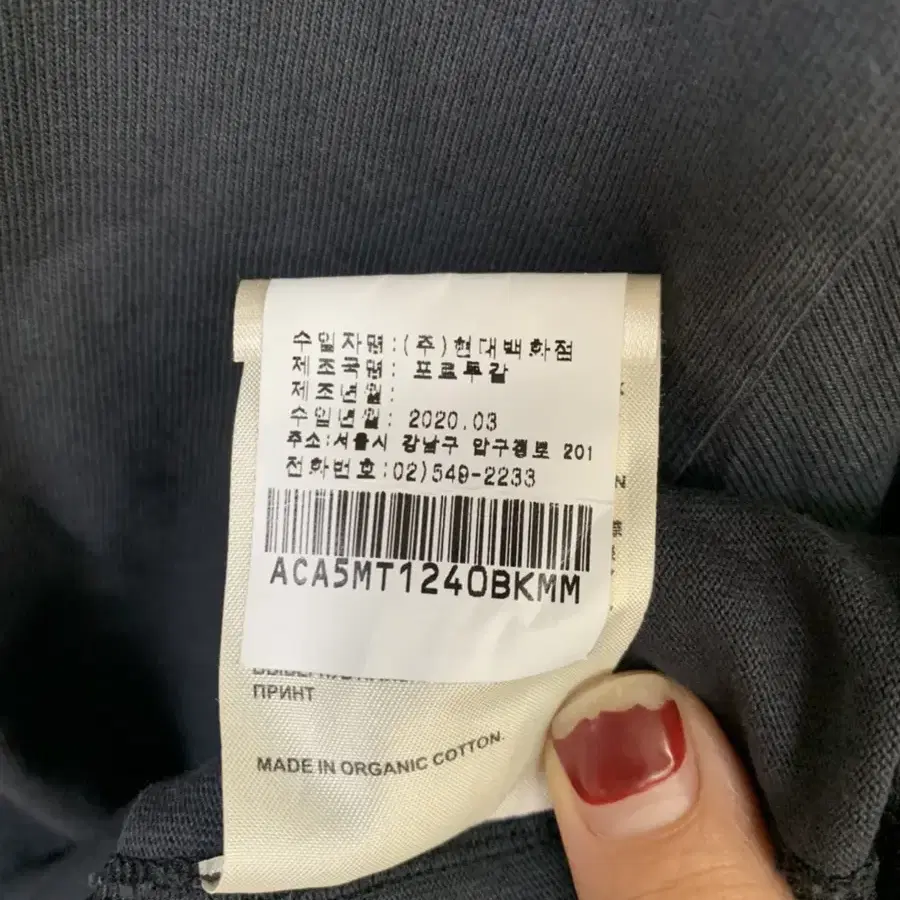 수입자명:(주)현대백화점
제조국명: 포르투갈
제조년월:
수입년월: 2020.03
주소:서울시 강남구 압구정로 201
전화번호:02)549-2233
ACA5MT1240BKMM
ПРИНТ
MADE IN ORGANIC COTTON.